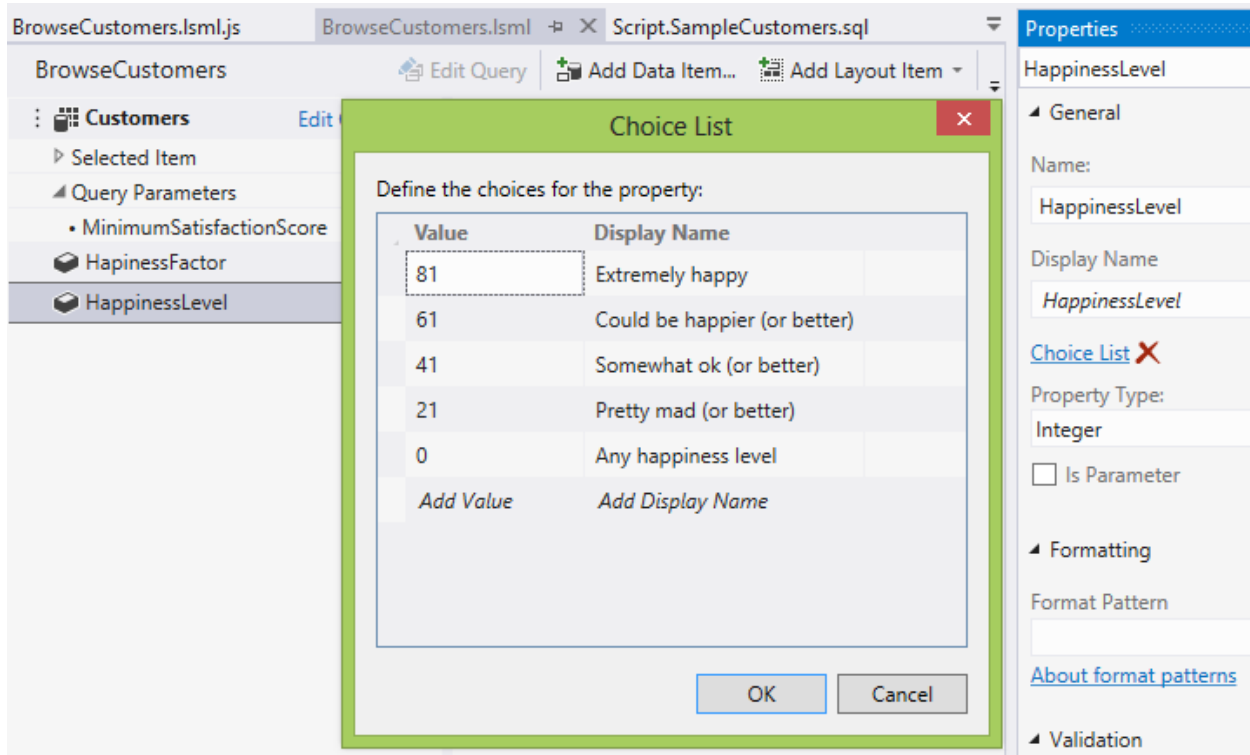 BrowseCustomers.lsml.js
BrowseCustomers.lsml
Script.SampleCustomers.sql
BrowseCustomers
Edit Query
Add Data Item...
Add Layout Item
Customers
Edit
Selected Item
Query Parameters
• MinimumSatisfactionScore
HapinessFactor
HappinessLevel
Choice List
Define the choices for the property:
Value Display Name
81 Extremely happy
61 Could be happier (or better)
41 Somewhat ok (or better)
21 Pretty mad (or better)
0 Any happiness level
Add Value Add Display Name
OK Cancel
Properties
HappinessLevel
General
Name:
HappinessLevel
Display Name
HappinessLevel
Choice List
Property Type:
Integer
Is Parameter
Formatting
Format Pattern
About format patterns
Validation